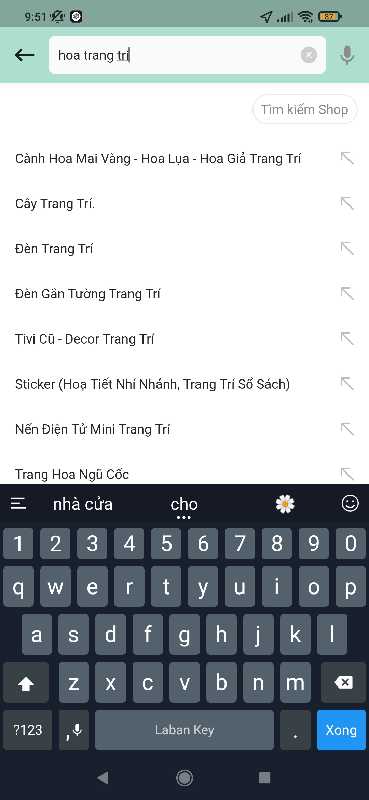 9:51
87
hoa trang trí
Tìm kiếm Shop
Cành Hoa Mai Vàng - Hoa Lụa - Hoa Giả Trang Trí
Cây Trang Trí.
Đèn Trang Trí
Đèn Gắn Tường Trang Trí
Tivi Cũ - Decor Trang Trí
Sticker (Hoạ Tiết Nhí Nhảnh, Trang Trí Sổ Sách)
Nến Điện Tử Mini Trang Trí
Trang Hoa Ngũ Cốc
nhà cửa cho
1 2 3 4 5 6 7 8 9 0
q w e r t y u i o p
a s d f g h j k l
z x c v b n m
?123 , Laban Key . Xong